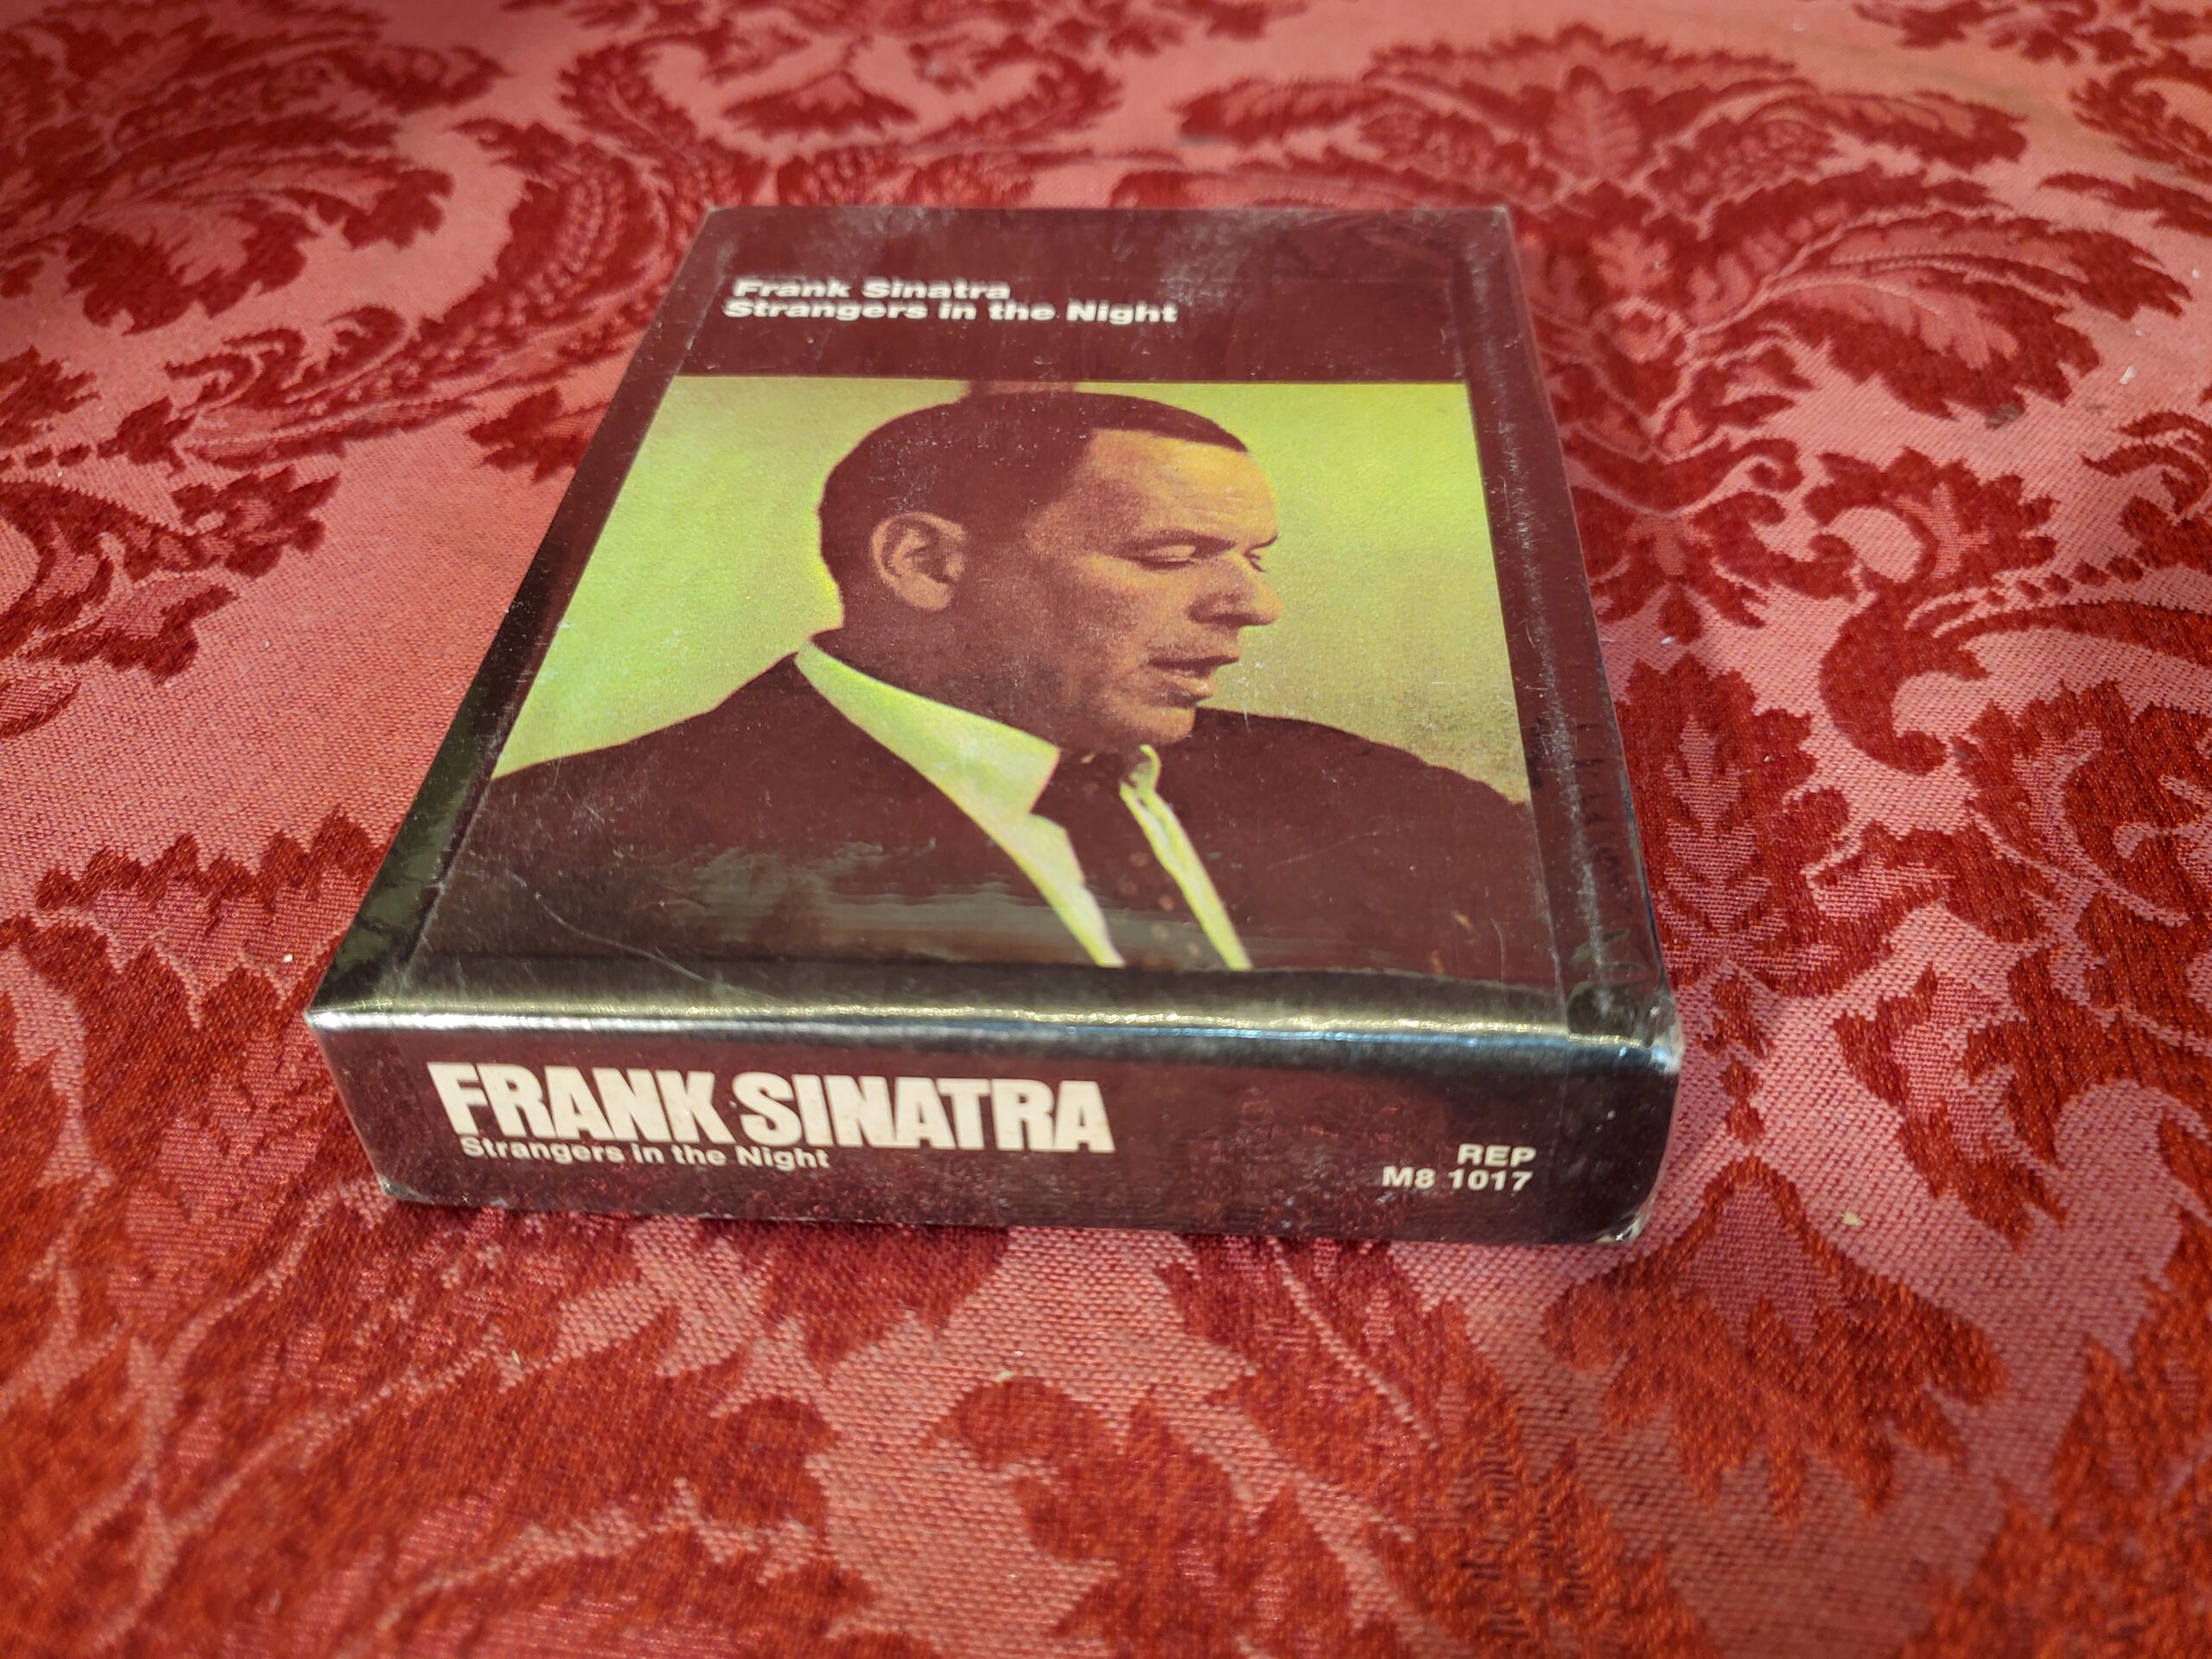 Frank Sinatra
Strangers in the Night
FRANK SINATRA
Strangers in the Night
REP
M8 1017